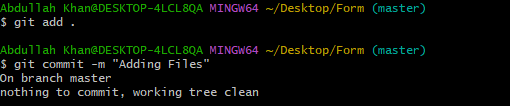 Abdullah Khan@DESKTOP-4LCL8QA MINGW64 ~/Desktop/Form (master)
$ git add .
Abdullah Khan@DESKTOP-4LCL8QA MINGW64 ~/Desktop/Form (master)
$ git commit -m "Adding Files"
On branch master
nothing to commit, working tree clean